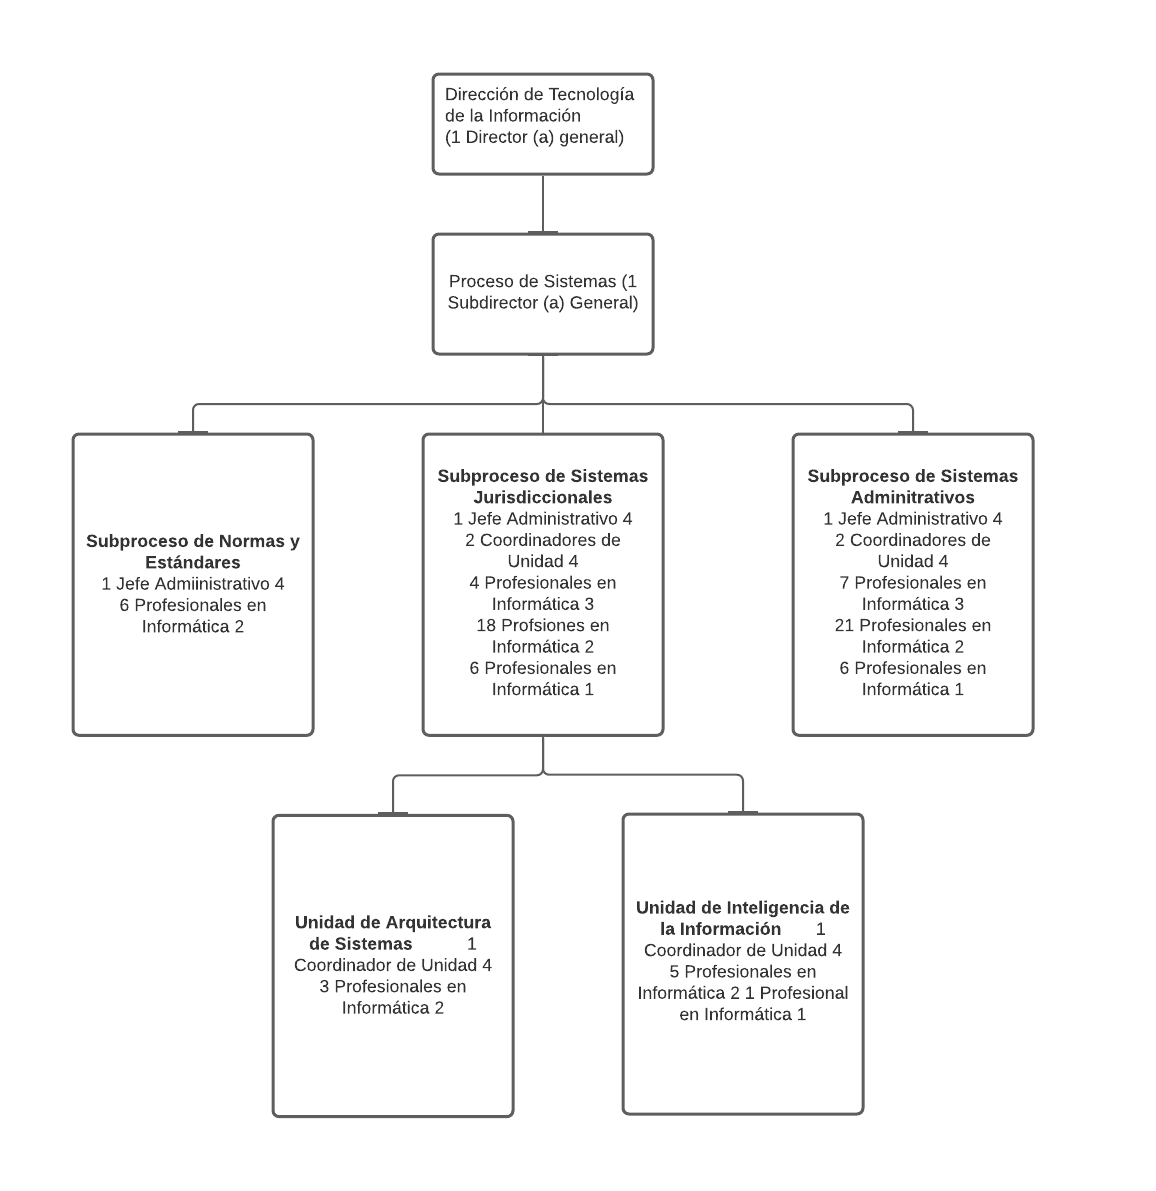 Dirección de Tecnología
de la Información
(1 Director (a) general)
Proceso de Sistemas (1
Subdirector (a) General)
Subproceso de Normas y
Estándares
1 Jefe Admiinistrativo 4
6 Profesionales en
Informática 2
Subproceso de Sistemas
Jurisdiccionales
1 Jefe Administrativo 4
2 Coordinadores de
Unidad 4
4 Profesionales en
Informática 3
18 Profsiones en
Informática 2
6 Profesionales en
Informática 1
Subproceso de Sistemas
Adminitrativos
1 Jefe Administrativo 4
2 Coordinadores de
Unidad 4
7 Profesionales en
Informática 3
21 Profesionales en
Informática 2
6 Profesionales en
Informática 1
Unidad de Arquitectura
de Sistemas 1
Coordinador de Unidad 4
3 Profesionales en
Informática 2
Unidad de Inteligencia de
la Información 1
Coordinador de Unidad 4
5 Profesionales en
Informática 2 1 Profesional
en Informática 1